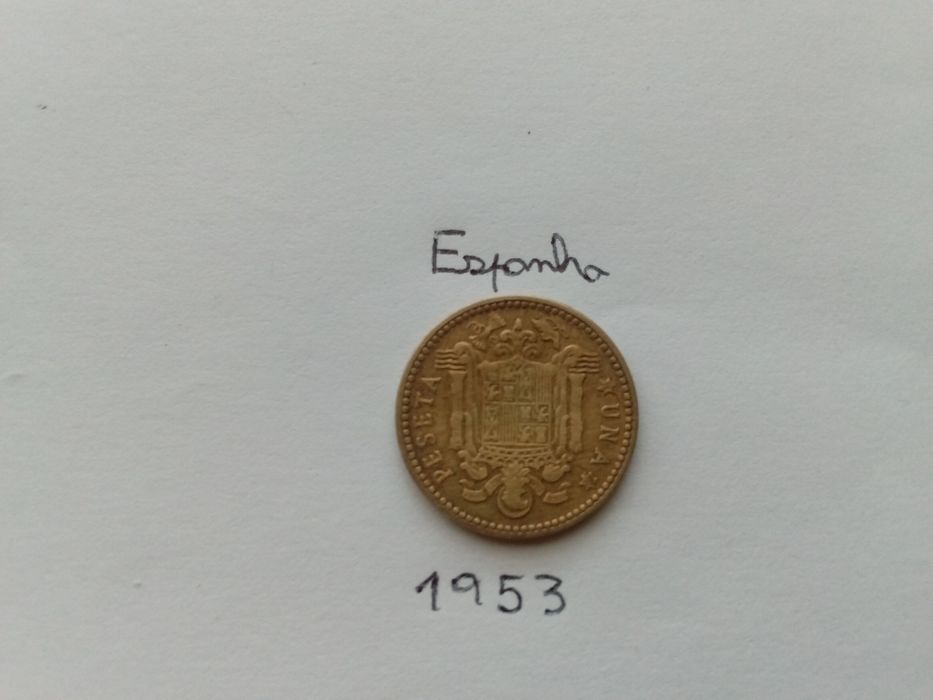 Espanha
UNA
PESETA
1953